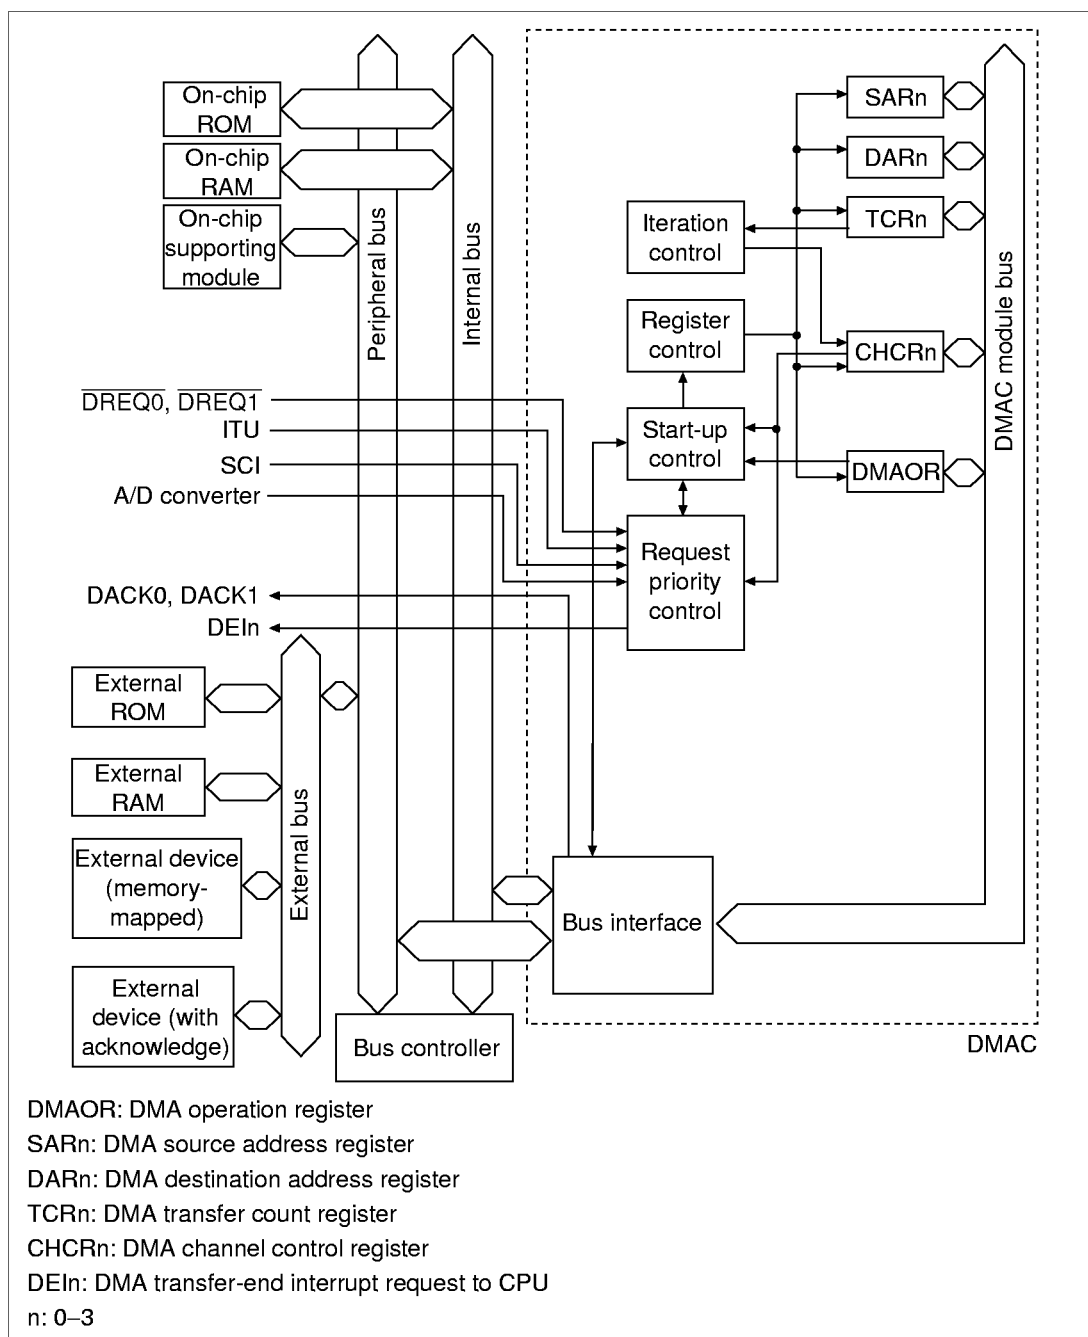 On-chip
ROM
On-chip
RAM
On-chip
supporting
module
Peripheral bus
Internal bus
SARn
DARn
TCRn
Iteration
control
Register
control
CHCRn
DMAC module bus
DREQ0, DREQ1
ITU
SCI
A/D converter
Start-up
control
DMAOR
Request
priority
control
DACK0, DACK1
DEIn
External
ROM
External
RAM
External device
(memory-
mapped)
External
device (with
acknowledge)
External bus
Bus interface
Bus controller
DMAC
DMAOR: DMA operation register
SARn: DMA source address register
DARn: DMA destination address register
TCRn: DMA transfer count register
CHCRn: DMA channel control register
DEIn: DMA transfer-end interrupt request to CPU
n: 0–3